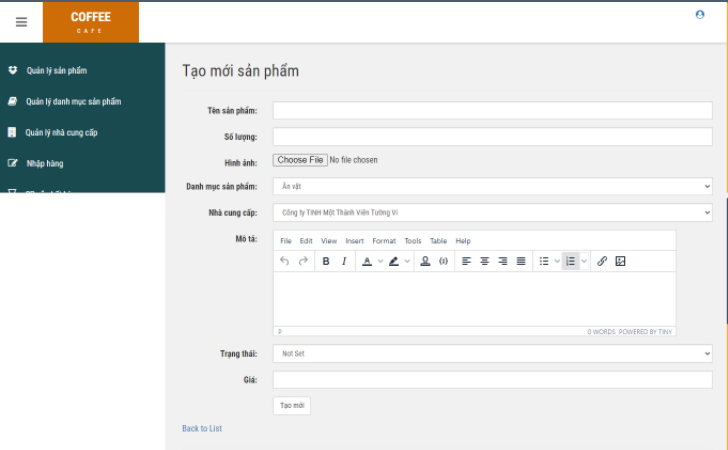 COFFEE
CAFE
Quản lý sản phẩm
Quản lý danh mục sản phẩm
Quản lý nhà cung cấp
Nhập hàng
Tạo mới sản phẩm
Tên sản phẩm:
Số lượng:
Hình ảnh: Choose File No file chosen
Danh mục sản phẩm: Ăn vặt
Nhà cung cấp: Công ty TNHH Một Thành Viên Tường Vi
Mô tả:
File Edit View Insert Format Tools Table Help
B I A
P 0 WORDS POWERED BY TINY
Trạng thái: Not Set
Giá:
Tạo mới
Back to List